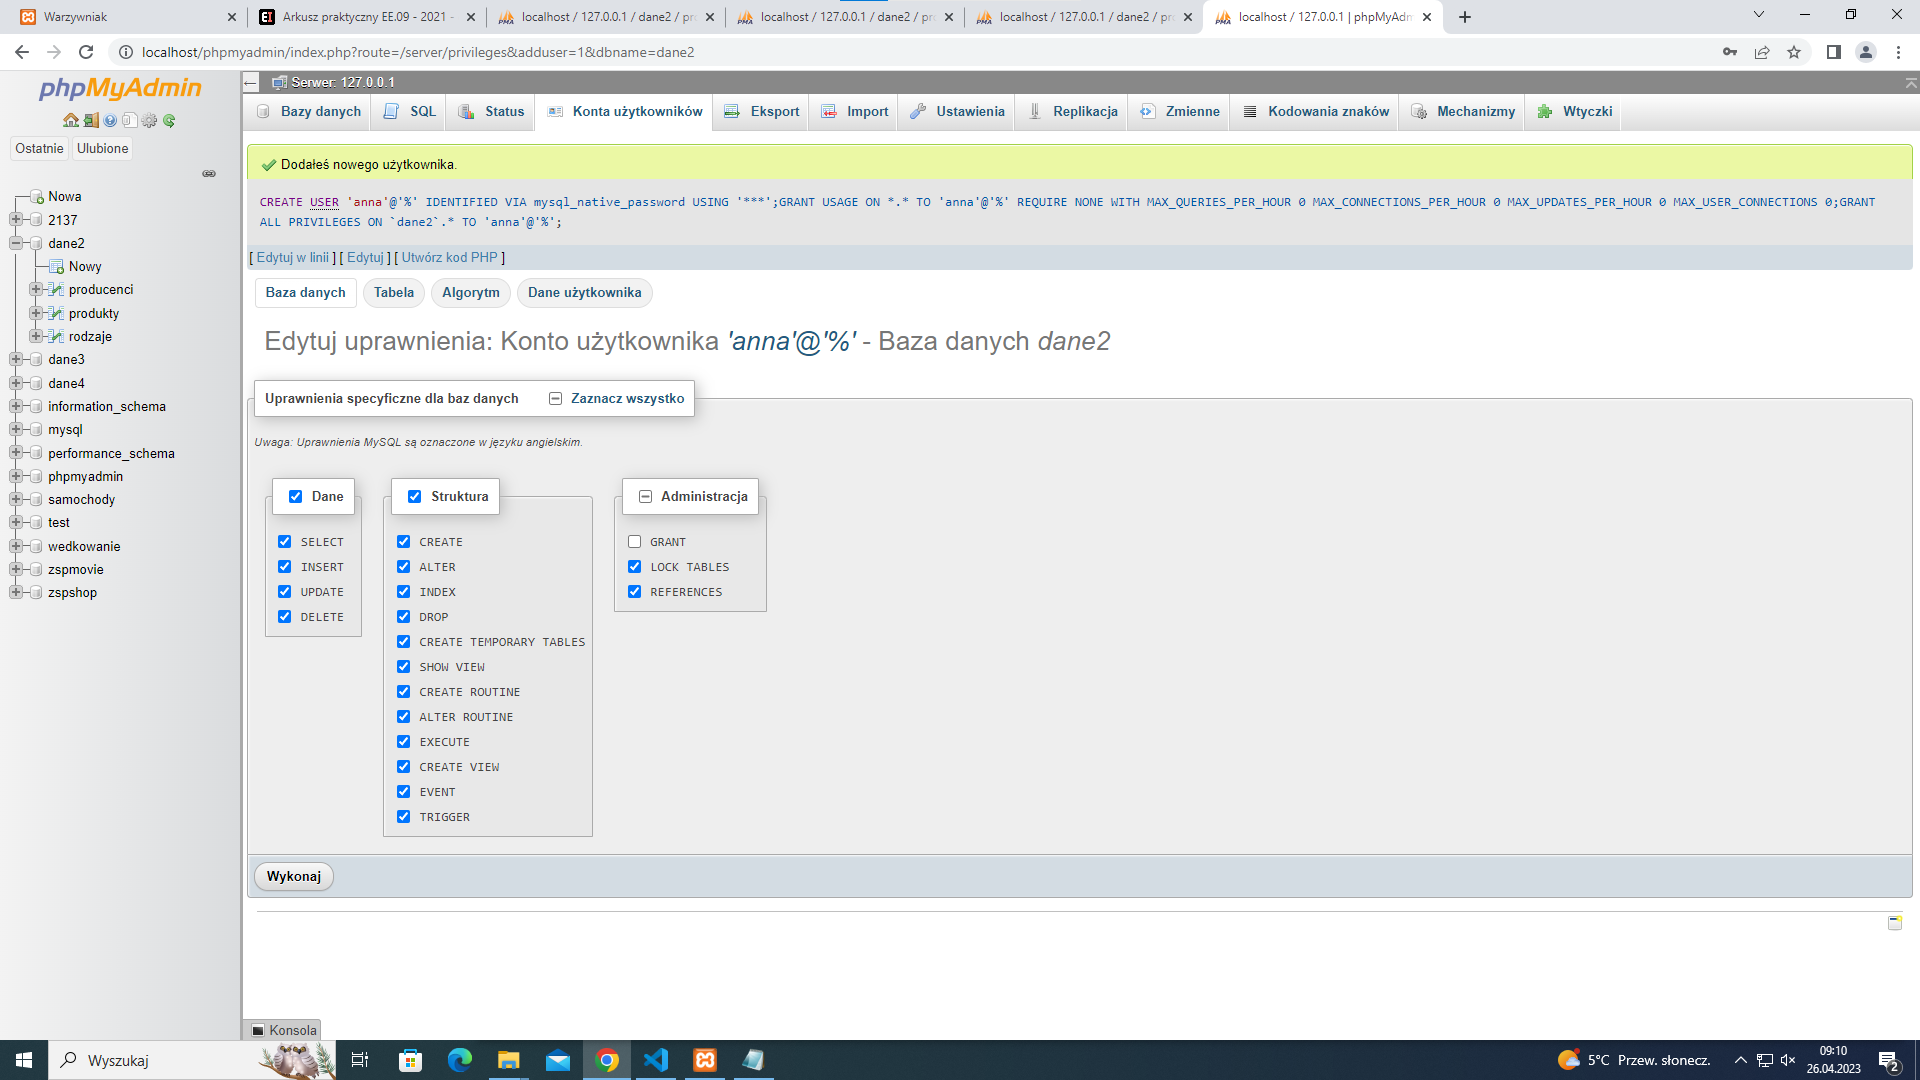 Warzywniak
Arkusz praktyczny EE.09 - 2021 -
localhost / 127.0.0.1 / dane2 / pro
localhost / 127.0.0.1 / dane2 / pro
localhost / 127.0.0.1 / dane2 / pro
localhost / 127.0.0.1 | phpMyAdm
localhost/phpmyadmin/index.php?route=/server/privileges&adduser=1&dbname=dane2
phpMyAdmin
Ostatnie
Ulubione
Nowa
2137
dane2
Nowy
producenci
produkty
rodzaje
dane3
dane4
information_schema
mysql
performance_schema
phpmyadmin
samochody
test
wedkowanie
zspmovie
zspshop
Serwer: 127.0.0.1
Bazy danych
SQL
Status
Konta użytkowników
Eksport
Import
Ustawienia
Replikacja
Zmienne
Kodowania znaków
Mechanizmy
Wtyczki
Dodałeś nowego użytkownika.
CREATE USER 'anna'@'%' IDENTIFIED VIA mysql_native_password USING '***';GRANT USAGE ON *.* TO 'anna'@'%' REQUIRE NONE WITH MAX_QUERIES_PER_HOUR 0 MAX_CONNECTIONS_PER_HOUR 0 MAX_UPDATES_PER_HOUR 0 MAX_USER_CONNECTIONS 0;GRANT
ALL PRIVILEGES ON `dane2`.* TO 'anna'@'%';
[ Edytuj w linii ] [ Edytuj ] [ Utwórz kod PHP ]
Baza danych
Tabela
Algorytm
Dane użytkownika
Edytuj uprawnienia: Konto użytkownika 'anna'@'%' - Baza danych dane2
Uprawnienia specyficzne dla baz danych
Zaznacz wszystko
Uwaga: Uprawnienia MySQL są oznaczone w języku angielskim.
Dane
SELECT
INSERT
UPDATE
DELETE
Struktura
CREATE
ALTER
INDEX
DROP
CREATE TEMPORARY TABLES
SHOW VIEW
CREATE ROUTINE
ALTER ROUTINE
EXECUTE
CREATE VIEW
EVENT
TRIGGER
Administracja
GRANT
LOCK TABLES
REFERENCES
Wykonaj
Konsola
Wyszukaj
5°C Przew. słonecz.
09:10
26.04.2023
2